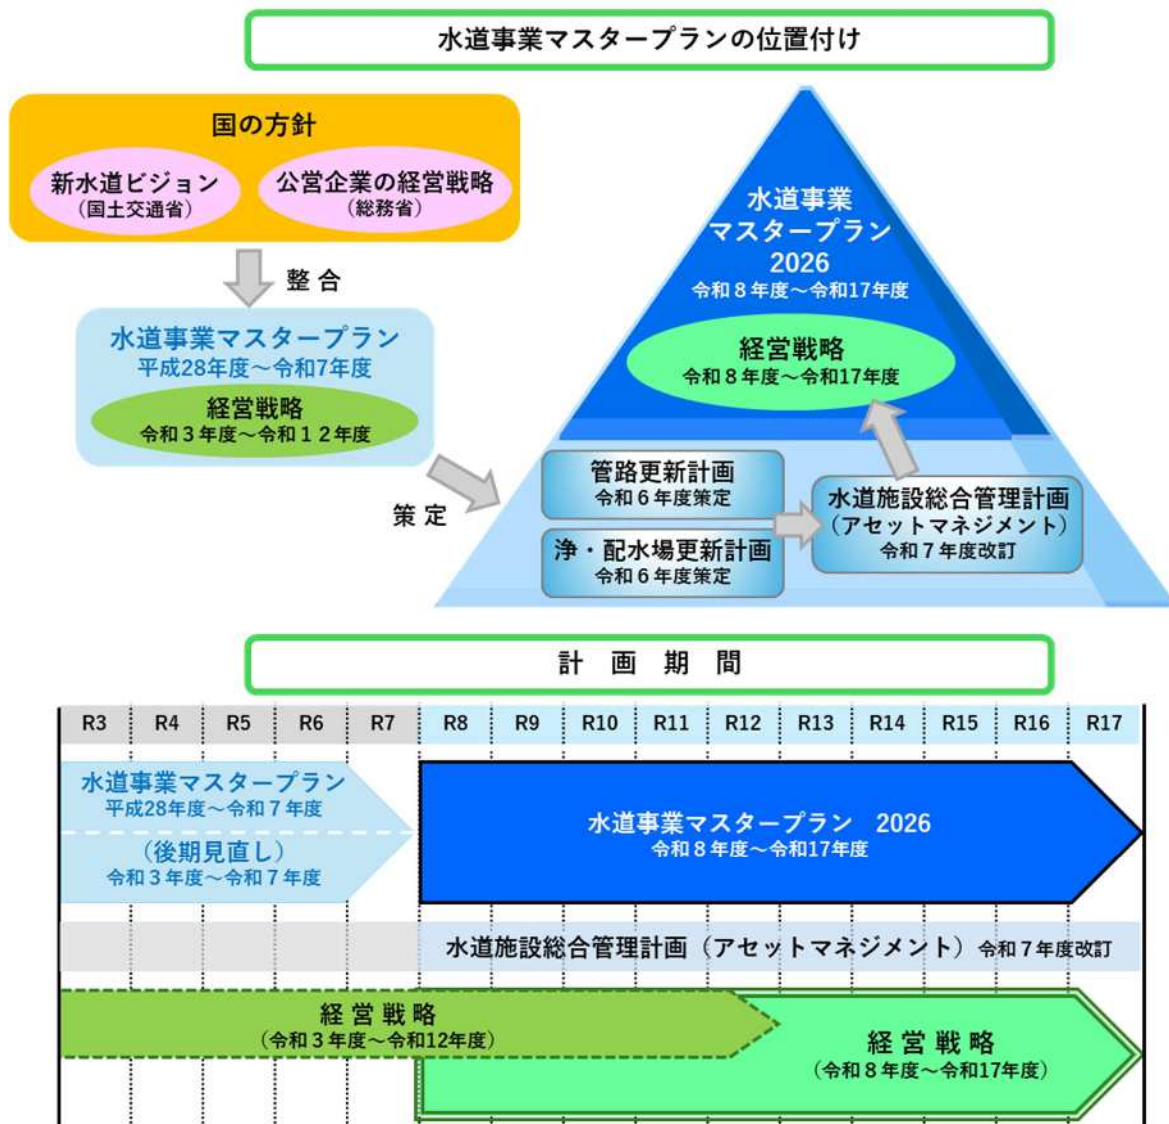 水道事業マスタープランの位置付け
国の方針
新水道ビジョン
（国土交通省）
公営企業の経営戦略
（総務省）
整 合
水道事業マスタープラン
平成28年度～令和7年度
経営戦略
令和３年度～令和１２年度
策 定
水道事業
マスタープラン
2026
令和８年度～令和17年度
経営戦略
令和８年度～令和17年度
管路更新計画
令和６年度策定
浄・配水場更新計画
令和６年度策定
水道施設総合管理計画
（アセットマネジメント）
令和７年度改訂
計 画 期 間
R3 R4 R5 R6 R7 R8 R9 R10 R11 R12 R13 R14 R15 R16 R17
水道事業マスタープラン
平成28年度～令和７年度
（後期見直し）
令和３年度～令和７年度
水道事業マスタープラン 2026
令和８年度～令和17年度
水道施設総合管理計画（アセットマネジメント）令和７年度改訂
経 営 戦 略
（令和３年度～令和12年度）
経 営 戦 略
（令和８年度～令和17年度）